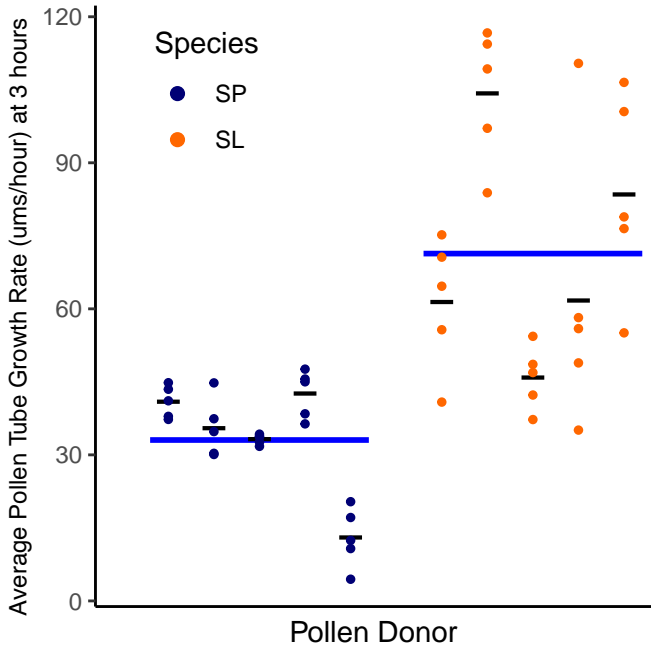 Average Pollen Tube Growth Rate (ums/hour) at 3 hours
120
90
60
30
0
Species
SP
SL
Pollen Donor